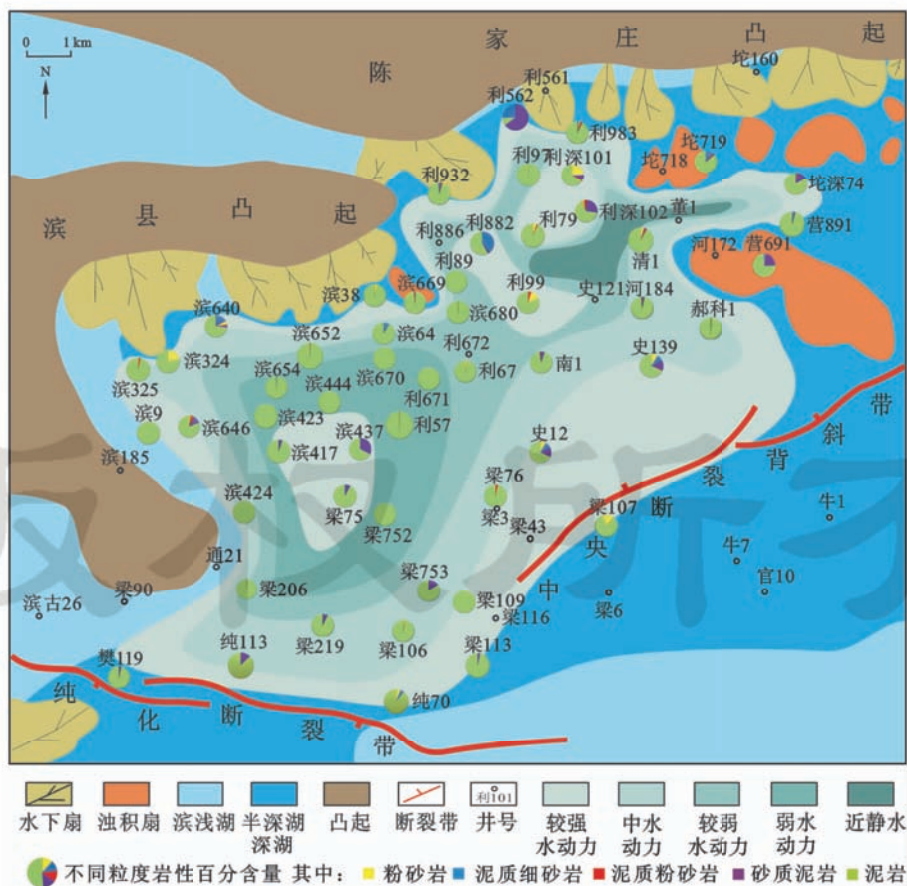 0 1 km
N
陈家庄凸起
滨县凸起
坨160
利561
利562
利983
坨719
坨718
利97
利深101
坨深74
利932
利79
利深102
董1
营891
利882
利886
清1
河172
营691
利89
利99
史121
河184
滨38
滨669
滨680
郝科1
滨640
滨652
滨64
利672
滨324
滨325
滨654
滨670
利67
南1
史139
滨444
利671
滨9
滨646
滨423
利57
滨417
滨437
史12
滨185
梁76
梁75
梁752
梁3
梁43
梁107
滨424
牛1
通21
牛7
官10
梁90
滨古26
梁206
梁753
梁109
梁6
梁116
纯113
梁219
梁106
梁113
樊119
纯70
中央断裂背斜带
纯化断裂带
版权所有
水下扇 浊积扇 滨浅湖 半深湖深湖 凸起 断裂带 利101 井号 较强水动力 中水动力 较弱水动力 弱水动力 近静水
不同粒度岩性百分含量 其中： 粉砂岩 泥质细砂岩 泥质粉砂岩 砂质泥岩 泥岩